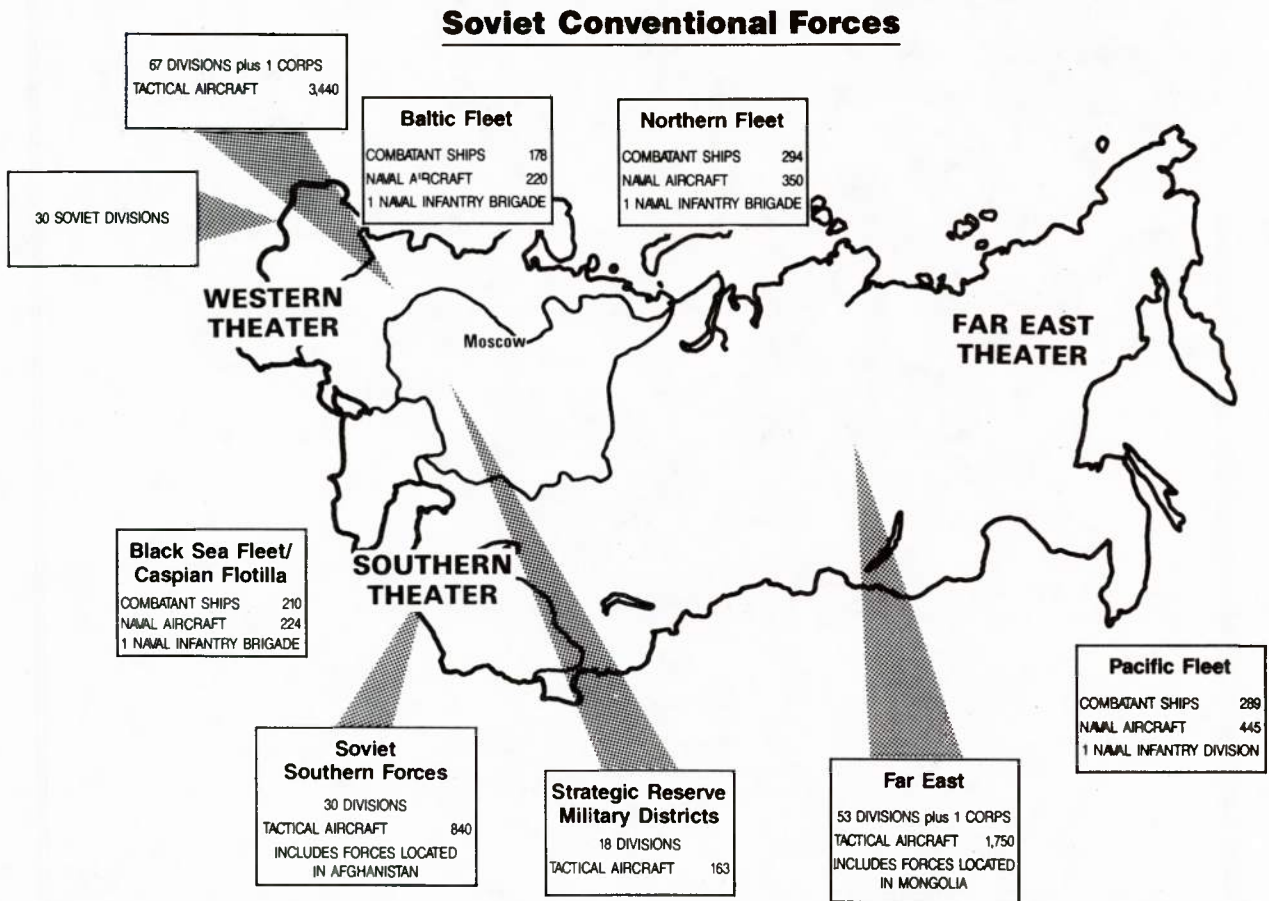 Soviet Conventional Forces
67 DIVISIONS plus 1 CORPS
TACTICAL AIRCRAFT 3,440
30 SOVIET DIVISIONS
Baltic Fleet
COMBATANT SHIPS 178
NAVAL AIRCRAFT 220
1 NAVAL INFANTRY BRIGADE
Northern Fleet
COMBATANT SHIPS 294
NAVAL AIRCRAFT 350
1 NAVAL INFANTRY BRIGADE
WESTERN
THEATER
Moscow
FAR EAST
THEATER
Black Sea Fleet/
Caspian Flotilla
COMBATANT SHIPS 210
NAVAL AIRCRAFT 224
1 NAVAL INFANTRY BRIGADE
SOUTHERN
THEATER
Pacific Fleet
COMBATANT SHIPS 289
NAVAL AIRCRAFT 445
1 NAVAL INFANTRY DIVISION
Soviet
Southern Forces
30 DIVISIONS
TACTICAL AIRCRAFT 840
INCLUDES FORCES LOCATED
IN AFGHANISTAN
Strategic Reserve
Military Districts
18 DIVISIONS
TACTICAL AIRCRAFT 163
Far East
53 DIVISIONS plus 1 CORPS
TACTICAL AIRCRAFT 1,750
INCLUDES FORCES LOCATED
IN MONGOLIA